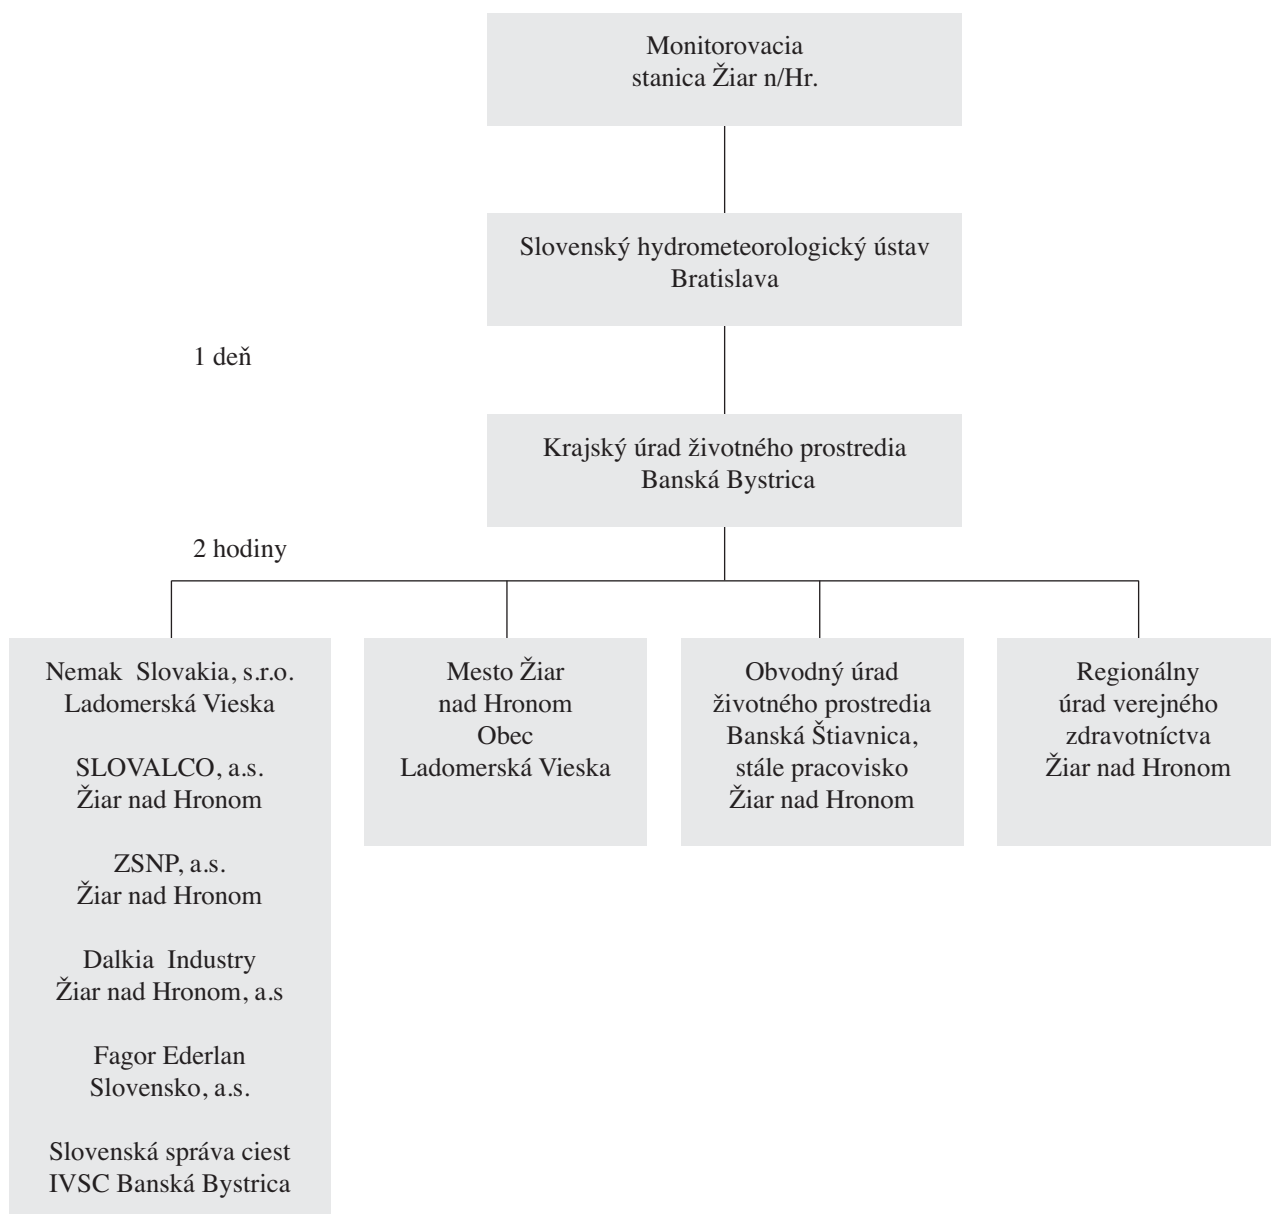 Monitorovacia
stanica Žiar n/Hr.
Slovenský hydrometeorologický ústav
Bratislava
1 deň
Krajský úrad životného prostredia
Banská Bystrica
2 hodiny
Nemak Slovakia, s.r.o.
Ladomerská Vieska
SLOVALCO, a.s.
Žiar nad Hronom
ZSNP, a.s.
Žiar nad Hronom
Dalkia Industry
Žiar nad Hronom, a.s
Fagor Ederlan
Slovensko, a.s.
Slovenská správa ciest
IVSC Banská Bystrica
Mesto Žiar
nad Hronom
Obec
Ladomerská Vieska
Obvodný úrad
životného prostredia
Banská Štiavnica,
stále pracovisko
Žiar nad Hronom
Regionálny
úrad verejného
zdravotníctva
Žiar nad Hronom